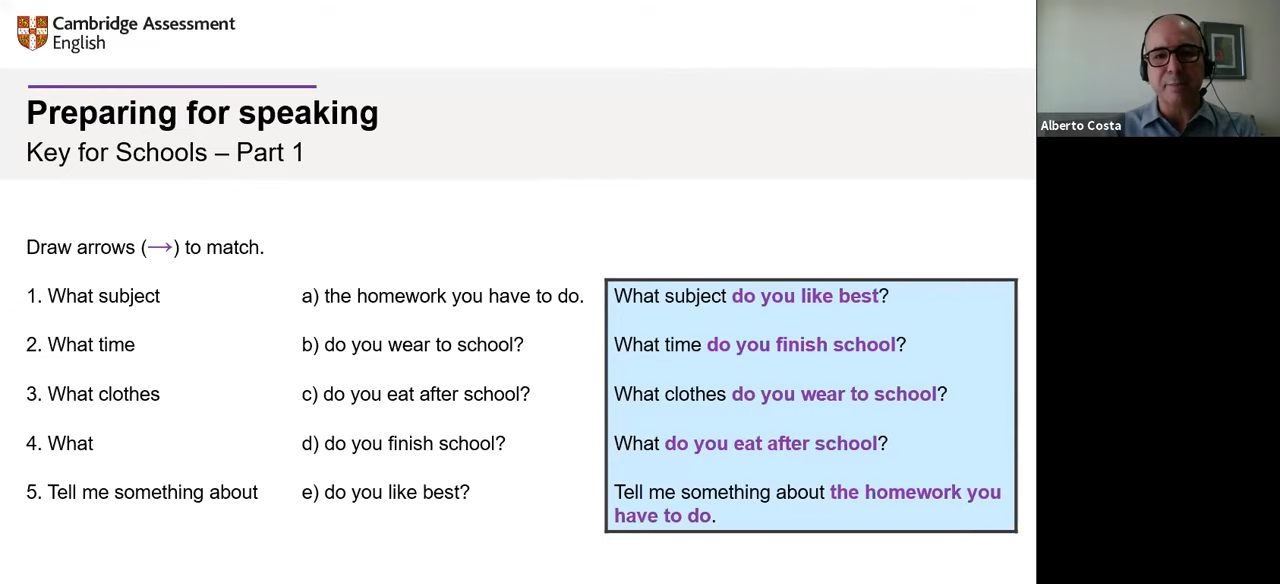 Cambridge Assessment
English
Preparing for speaking
Key for Schools – Part 1
Alberto Costa
Draw arrows (→) to match.
1. What subject
a) the homework you have to do.
What subject do you like best?
2. What time
b) do you wear to school?
What time do you finish school?
3. What clothes
c) do you eat after school?
What clothes do you wear to school?
4. What
d) do you finish school?
What do you eat after school?
5. Tell me something about
e) do you like best?
Tell me something about the homework you
have to do.